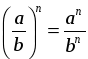 (a/b)^n = a^n/b^n